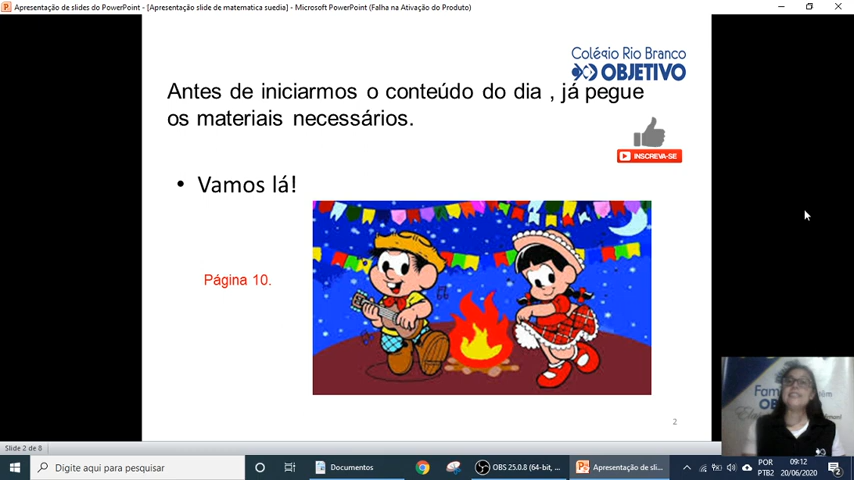 Apresentação de slides do PowerPoint - [Apresentação slide de matematica suedia] - Microsoft PowerPoint (Falha na Ativação do Produto)
Colégio Rio Branco
OBJETIVO
Antes de iniciarmos o conteúdo do dia , já pegue
os materiais necessários.
INSCREVA-SE
• Vamos lá!
Página 10.
2
Slide 2 de 8
Digite aqui para pesquisar
Documentos
OBS 25.0.8 (64-bit, ...
Apresentação de sli...
POR
PTB2
09:12
20/06/2020
2